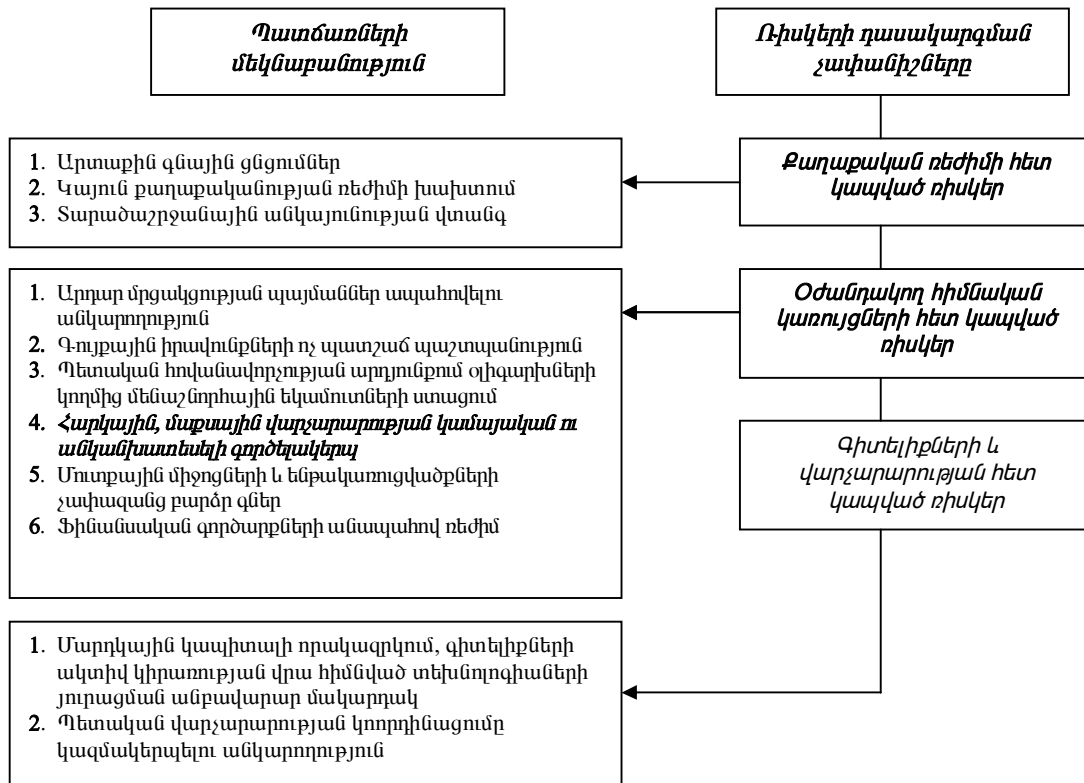 Պատճառների
մեկնաբանություն
Ռիսկերի դասակարգման
չափանիշները
1. Արտաքին գնային ցնցումներ
2. Կայուն քաղաքականության ռեժիմի խախտում
3. Տարածաշրջանային անկայունության վտանգ
Քաղաքական ռեժիմի հետ
կապված ռիսկեր
1. Արդար մրցակցության պայմաններ ապահովելու
անկարողություն
2. Գույքային իրավունքների ոչ պատշաճ պաշտպանություն
3. Պետական հովանավորչության արդյունքում օլիգարխների
կողմից մենաշնորհային եկամուտների ստացում
4. Հարկային, մաքսային վարչարարության կամայական ու
անկանխատեսելի գործելակերպ
5. Մուտքային միջոցների և ենթակառուցվածքների
չափազանց բարձր գներ
6. Ֆինանսական գործարքների անապահով ռեժիմ
Օժանդակող հիմնական
կառույցների հետ կապված
ռիսկեր
Գիտելիքների և
վարչարարության հետ
կապված ռիսկեր
1. Մարդկային կապիտալի որակազրկում, գիտելիքների
ակտիվ կիրառության վրա հիմնված տեխնոլոգիաների
յուրացման անբավարար մակարդակ
2. Պետական վարչարարության կոորդինացումը
կազմակերպելու անկարողություն